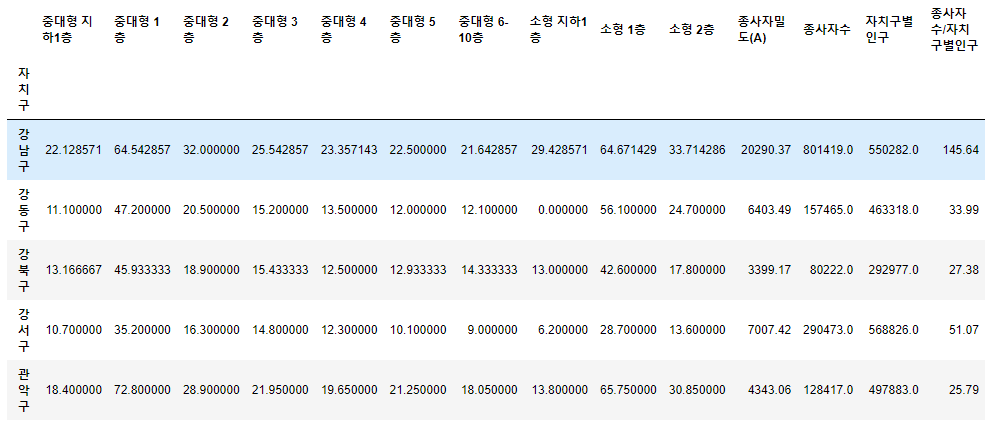 중대형 지하1층 중대형 1층 중대형 2층 중대형 3층 중대형 4층 중대형 5층 중대형 6-10층 소형 지하1층 소형 1층 소형 2층 종사자밀도(A) 종사자수 자치구별인구 종사자수/자치구별인구
자치구
강남구 22.128571 64.542857 32.000000 25.542857 23.357143 22.500000 21.642857 29.428571 64.671429 33.714286 20290.37 801419.0 550282.0 145.64
강동구 11.100000 47.200000 20.500000 15.200000 13.500000 12.000000 12.100000 0.000000 56.100000 24.700000 6403.49 157465.0 463318.0 33.99
강북구 13.166667 45.933333 18.900000 15.433333 12.500000 12.933333 14.333333 13.000000 42.600000 17.800000 3399.17 80222.0 292977.0 27.38
강서구 10.700000 35.200000 16.300000 14.800000 12.300000 10.100000 9.000000 6.200000 28.700000 13.600000 7007.42 290473.0 568826.0 51.07
관악구 18.400000 72.800000 28.900000 21.950000 19.650000 21.250000 18.050000 13.800000 65.750000 30.850000 4343.06 128417.0 497883.0 25.79